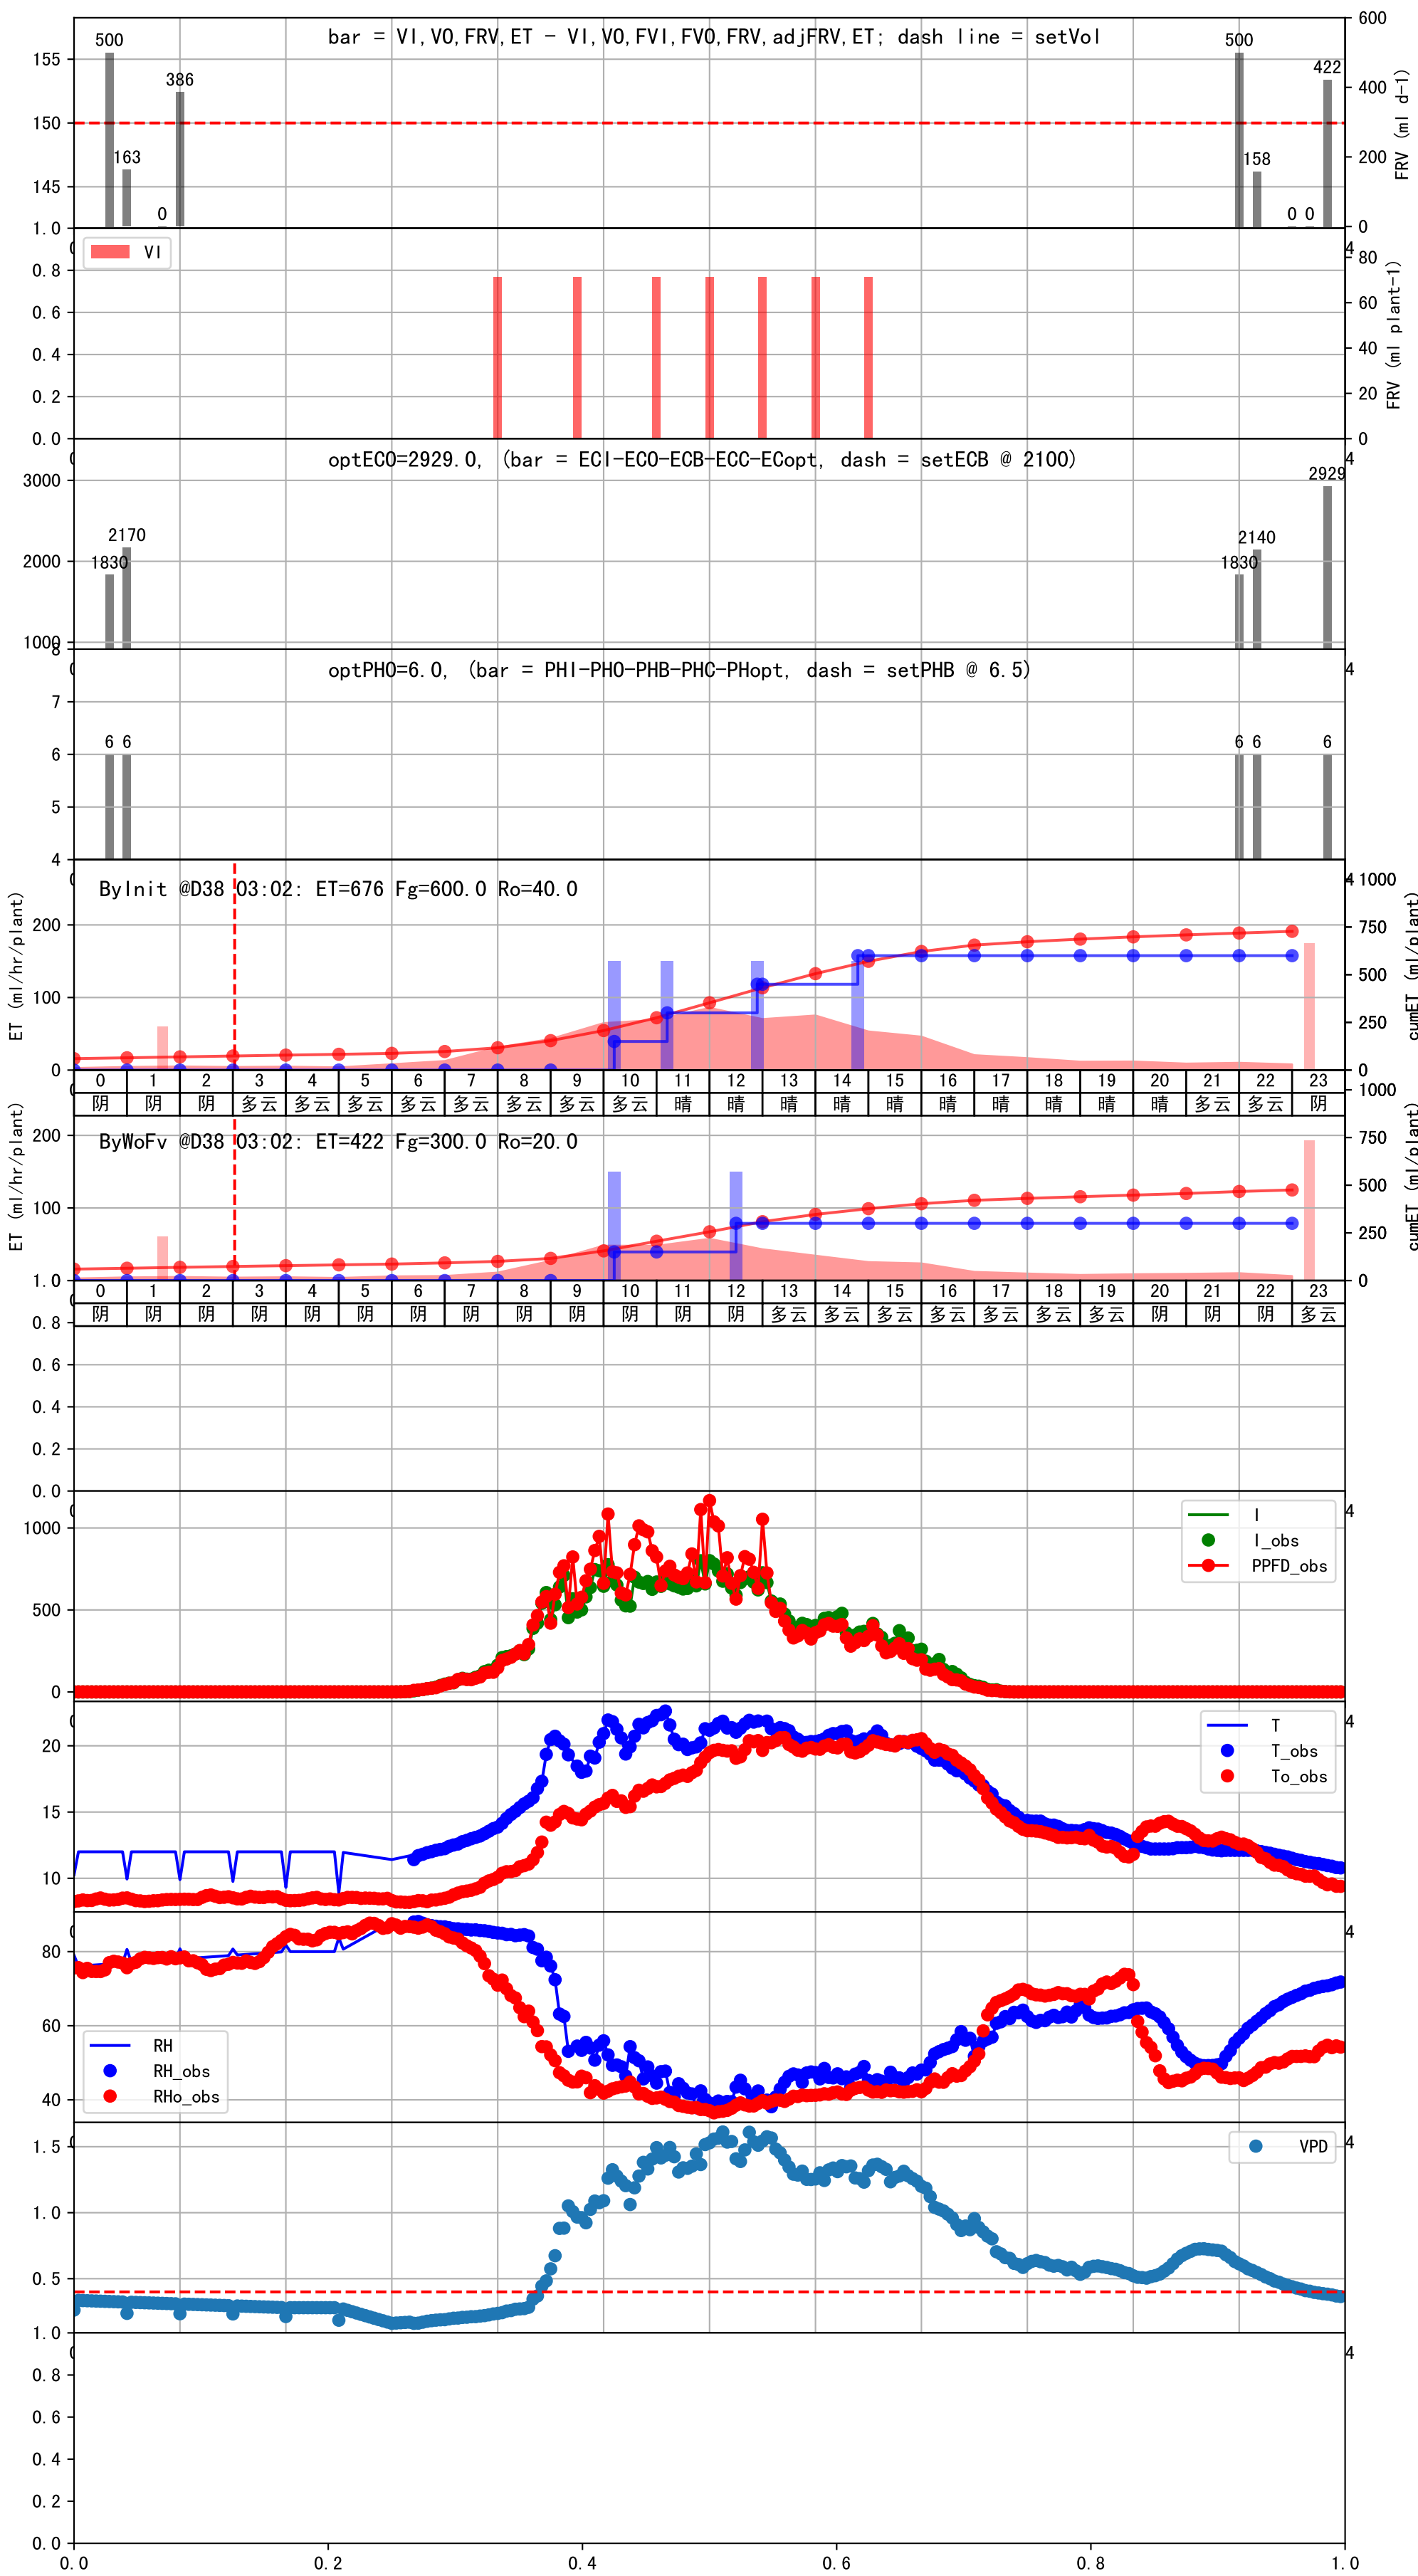 bar = VI,VO,FRV,ET - VI,VO,FVI,FVO,FRV,adjFRV,ET; dash line = setVol
500 163 0 386 500 158 0 0 422
155 150 145
600 400 200 0
FRV (ml d-1)
VI
1.0 0.8 0.6 0.4 0.2 0.0
80 60 40 20 0
FRV (ml plant-1)
optECO=2929.0, (bar = ECI-ECO-ECB-ECC-ECopt, dash = setECB @ 2100)
1830 2170 1830 2140 2929
3000 2000 1000
optPHO=6.0, (bar = PHI-PHO-PHB-PHC-PHopt, dash = setPHB @ 6.5)
6 6 6 6 6
8 7 6 5 4
ByInit @D38 03:02: ET=676 Fg=600.0 Ro=40.0
ET (ml/hr/plant)
200 100 0
1000 750 500 250 0
cumET (ml/plant)
0 1 2 3 4 5 6 7 8 9 10 11 12 13 14 15 16 17 18 19 20 21 22 23
阴 阴 阴 多云 多云 多云 多云 多云 多云 多云 多云 晴 晴 晴 晴 晴 晴 晴 晴 晴 晴 多云 多云 阴
ByWoFv @D38 03:02: ET=422 Fg=300.0 Ro=20.0
ET (ml/hr/plant)
200 100
1000 750 500 250 0
cumET (ml/plant)
0 1 2 3 4 5 6 7 8 9 10 11 12 13 14 15 16 17 18 19 20 21 22 23
阴 阴 阴 阴 阴 阴 阴 阴 阴 阴 阴 阴 阴 多云 多云 多云 多云 多云 多云 多云 阴 阴 阴 多云
1.0 0.8 0.6 0.4 0.2 0.0
I
I_obs
PPFD_obs
1000 500 0
T
T_obs
To_obs
20 15 10
RH
RH_obs
RHo_obs
80 60 40
VPD
1.5 1.0 0.5
1.0 0.8 0.6 0.4 0.2 0.0
0.0 0.2 0.4 0.6 0.8 1.0